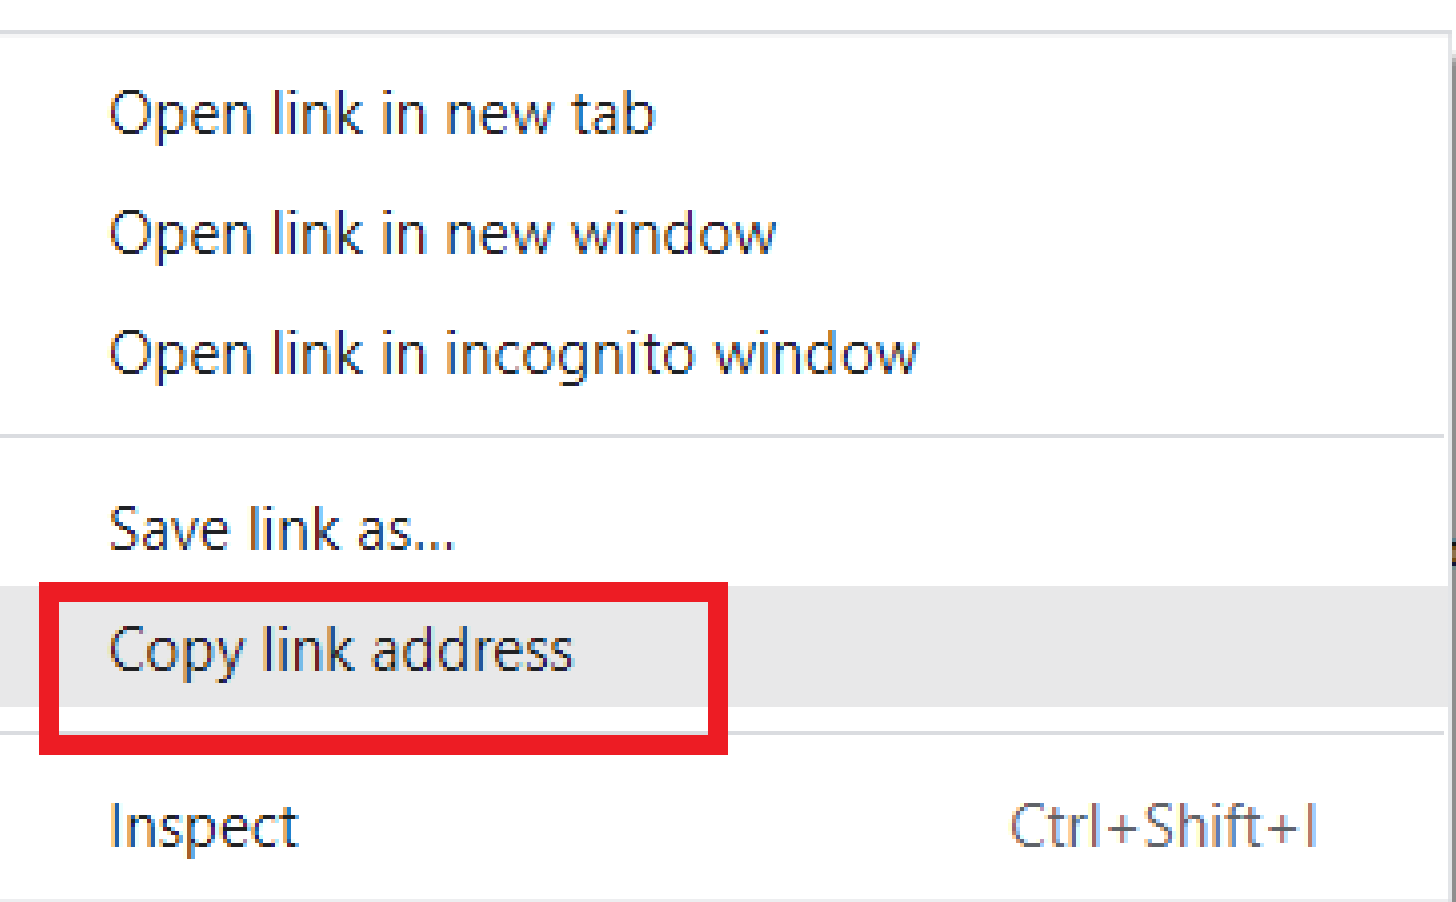 Open link in new tab
Open link in new window
Open link in incognito window
Save link as...
Copy link address
Inspect Ctrl+Shift+I